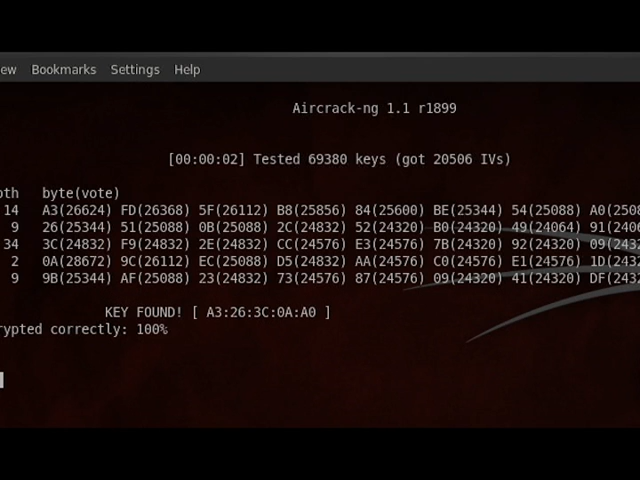 ew Bookmarks Settings Help
Aircrack-ng 1.1 r1899
[00:00:02] Tested 69380 keys (got 20506 IVs)
pth byte(vote)
14 A3(26624) FD(26368) 5F(26112) B8(25856) 84(25600) BE(25344) 54(25088) A0(2508
9 26(25344) 51(25088) 0B(25088) 2C(24832) 52(24320) B0(24320) 49(24064) 91(2406
34 3C(24832) F9(24832) 2E(24832) CC(24576) E3(24576) 7B(24320) 92(24320) 09(2432
2 0A(28672) 9C(26112) EC(25088) D5(24832) AA(24576) C0(24576) E1(24576) 1D(2432
9 9B(25344) AF(25088) 23(24832) 73(24576) 87(24576) 09(24320) 41(24320) DF(2432
KEY FOUND! [ A3:26:3C:0A:A0 ]
rypted correctly: 100%